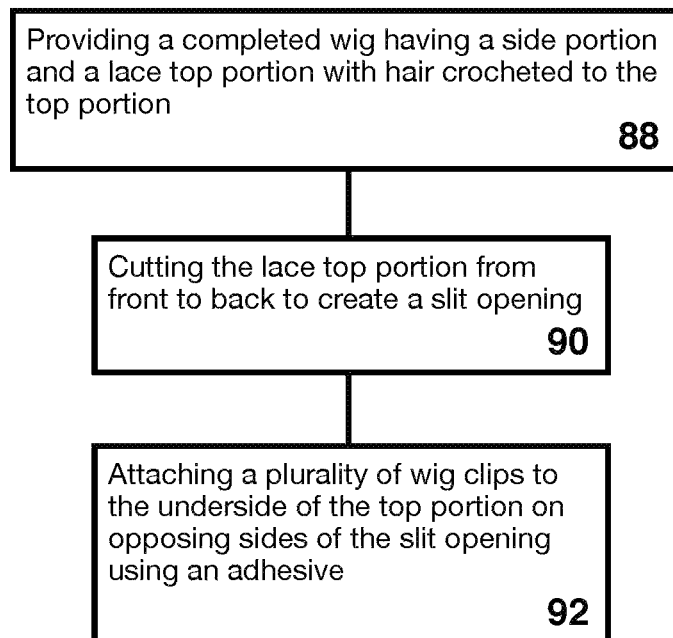 Providing a completed wig having a side portion
and a lace top portion with hair crocheted to the
top portion
88
Cutting the lace top portion from
front to back to create a slit opening
90
Attaching a plurality of wig clips to
the underside of the top portion on
opposing sides of the slit opening
using an adhesive
92